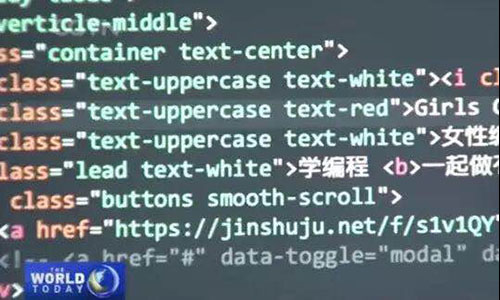 verticle-middle">
ss="container text-center">
class="text-uppercase text-white"><i cl
class="text-uppercase text-red">Girls
class="text-uppercase text-white">女性
lass="lead text-white">学编程 <b>一起做
class="buttons smooth-scroll">
<a href="https://jinshuju.net/f/s1v1QY
<!-- <a href="#" data-toggle="modal" da
v>
THE
WORLD
TODAY